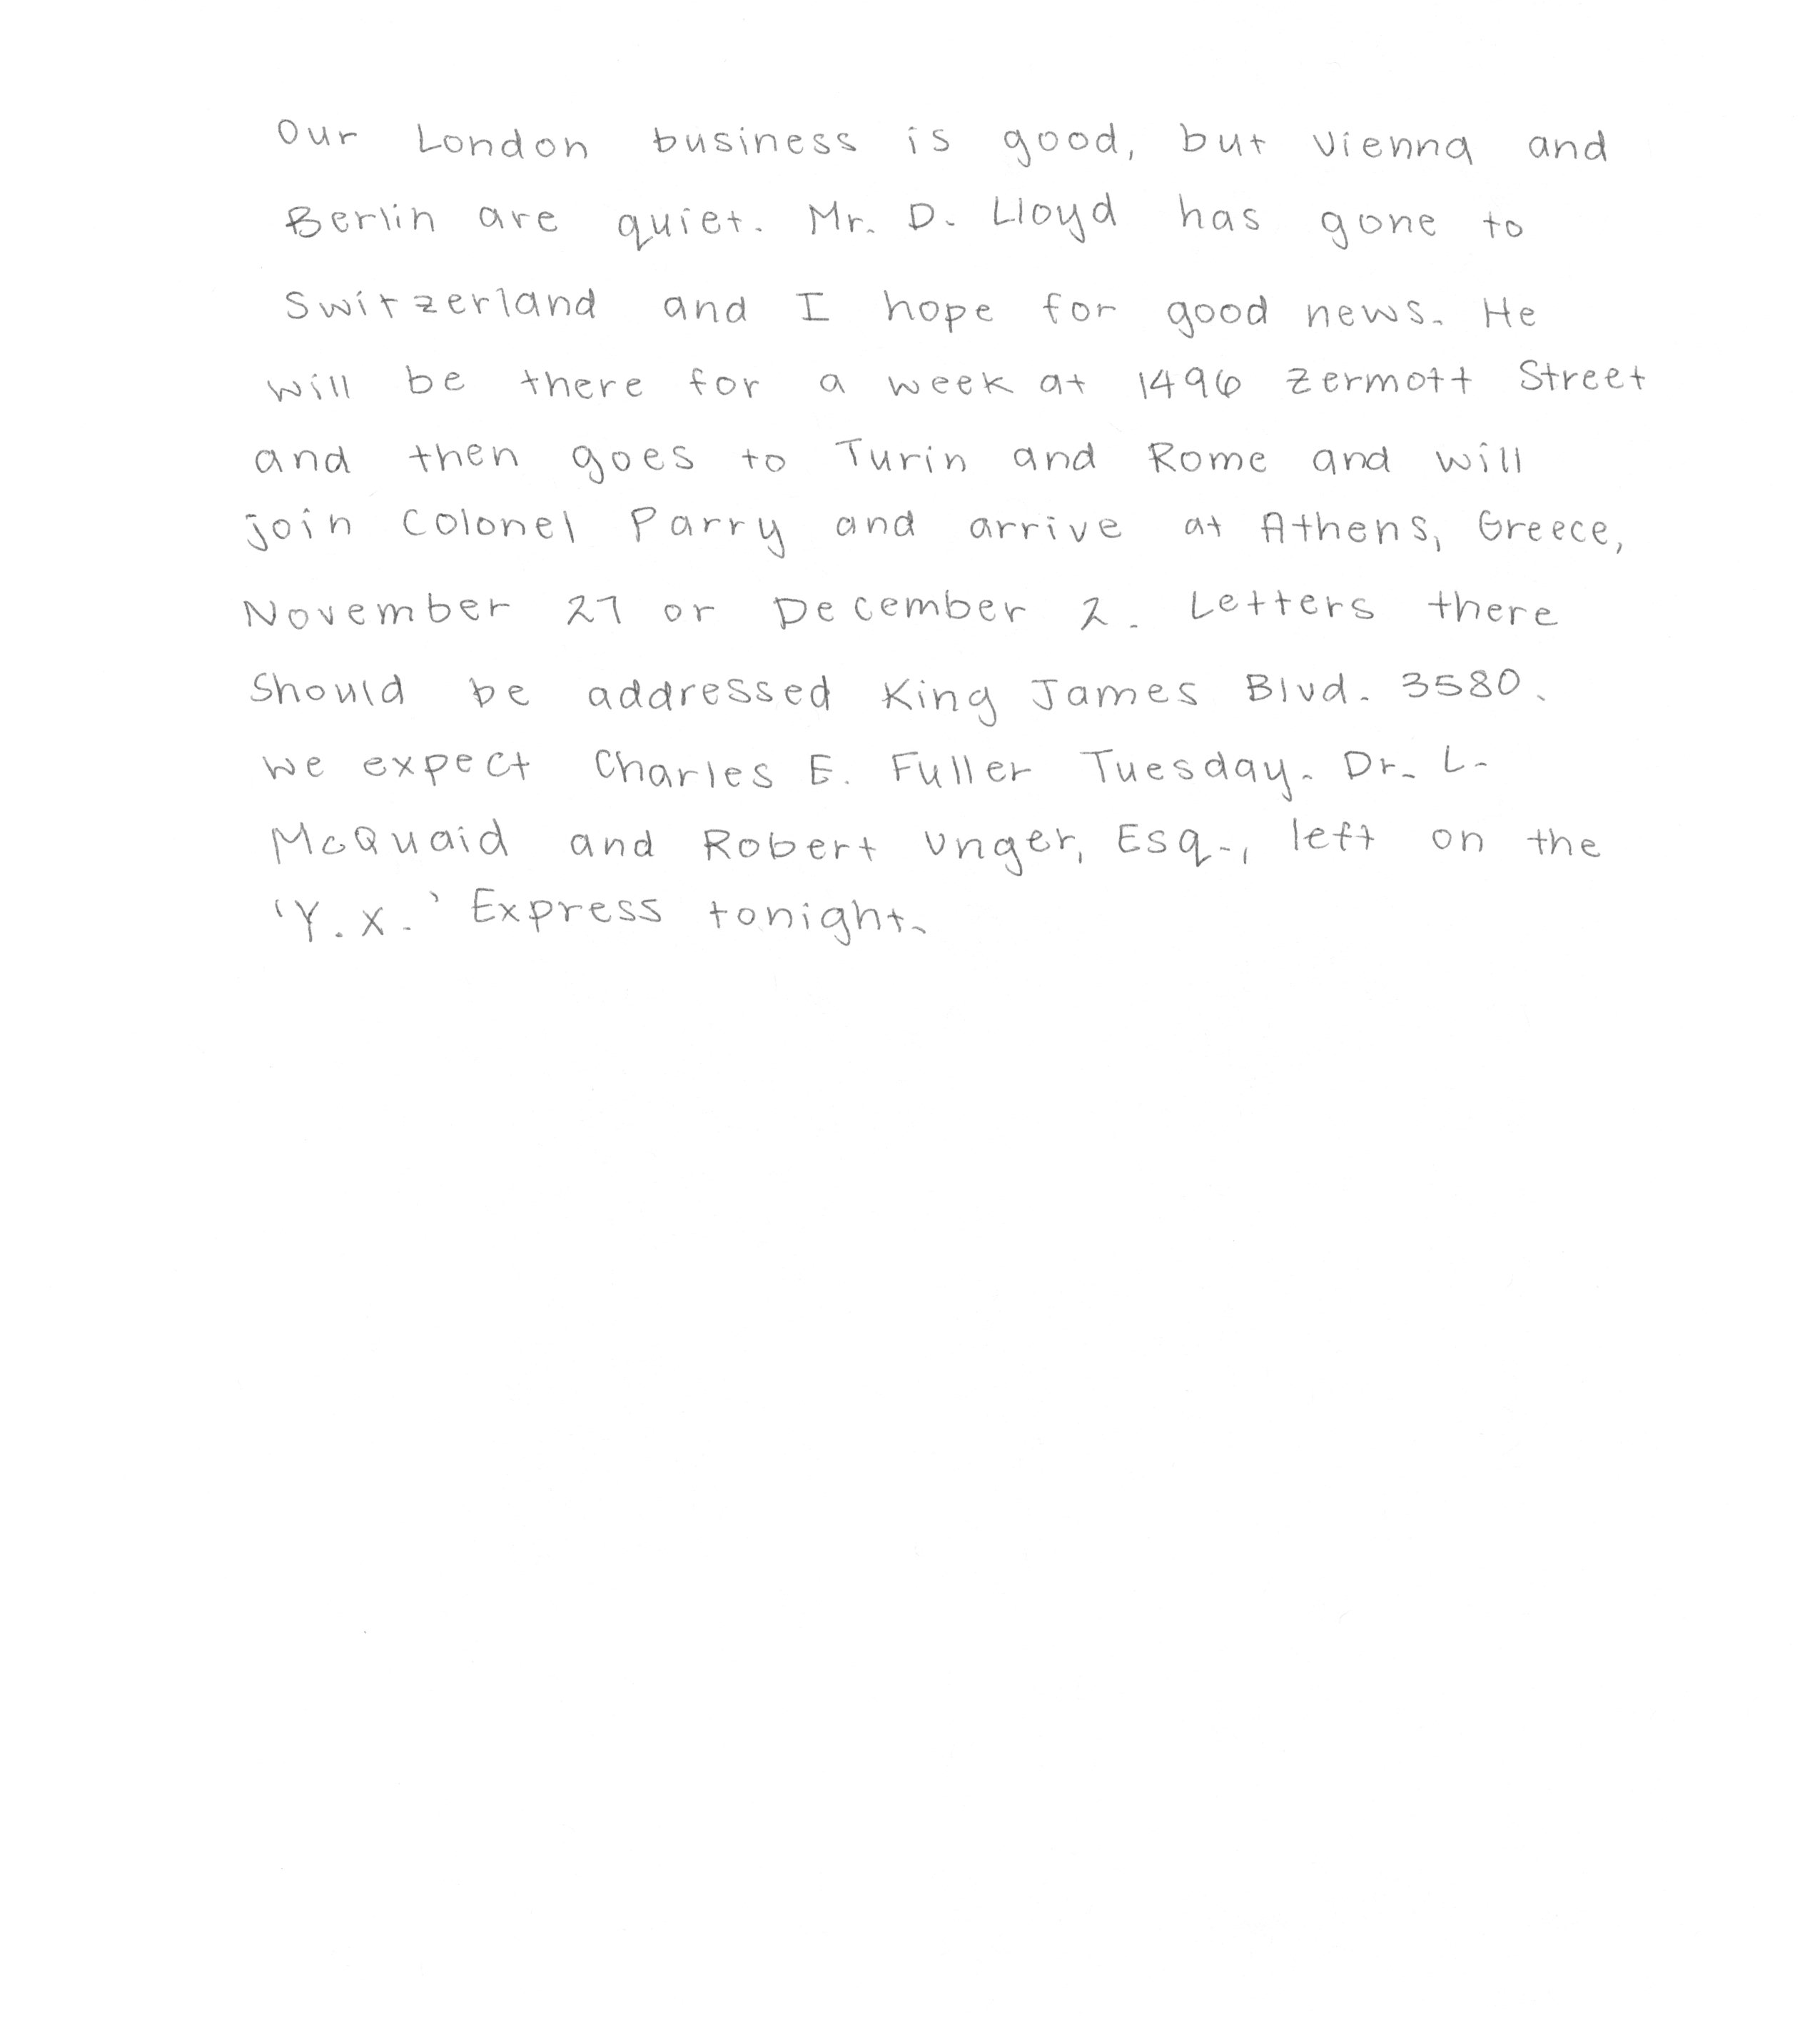 Our London business is good, but Vienna and
Berlin are quiet. Mr. D. Lloyd has gone to
Switzerland and I hope for good news. He
will be there for a week at 1496 Zermott Street
and then goes to Turin and Rome and will
join Colonel Parry and arrive at Athens, Greece,
November 27 or December 2. Letters there
should be addressed King James Blvd. 3580.
We expect Charles E. Fuller Tuesday. Dr. L.
McQuaid and Robert Unger, Esq., left on the
'Y.X.' Express tonight.